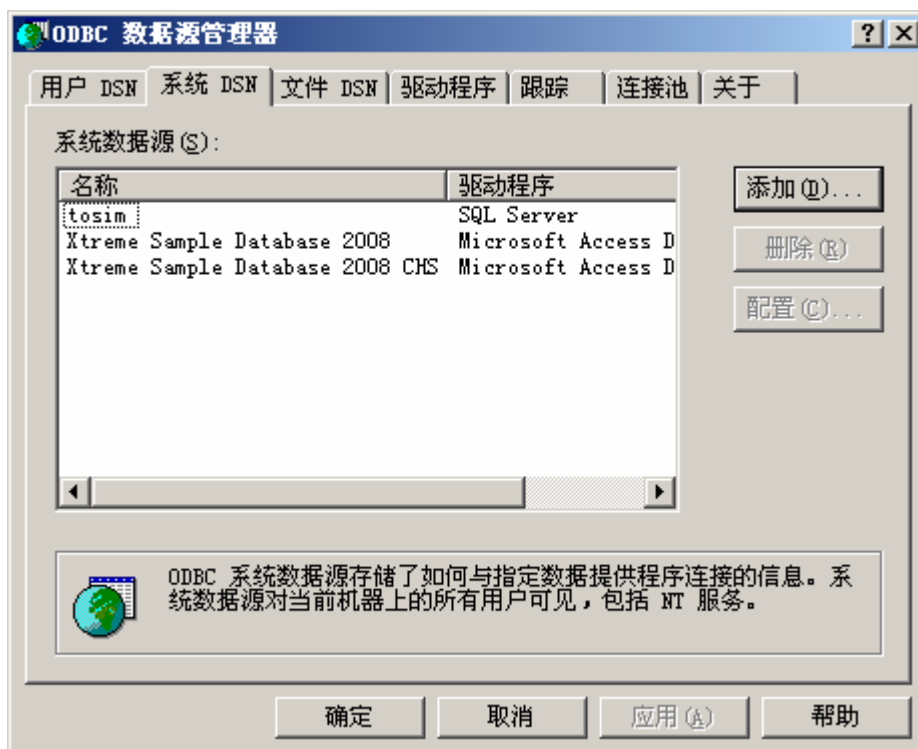 ODBC 数据源管理器
用户 DSN 系统 DSN 文件 DSN 驱动程序 跟踪 连接池 关于
系统数据源(S):
名称 驱动程序
tosim SQL Server
Xtreme Sample Database 2008 Microsoft Access D
Xtreme Sample Database 2008 CHS Microsoft Access D
添加(D)...
删除(R)
配置(C)...
ODBC 系统数据源存储了如何与指定数据提供程序连接的信息。系
统数据源对当前机器上的所有用户可见，包括 NT 服务。
确定 取消 应用(A) 帮助